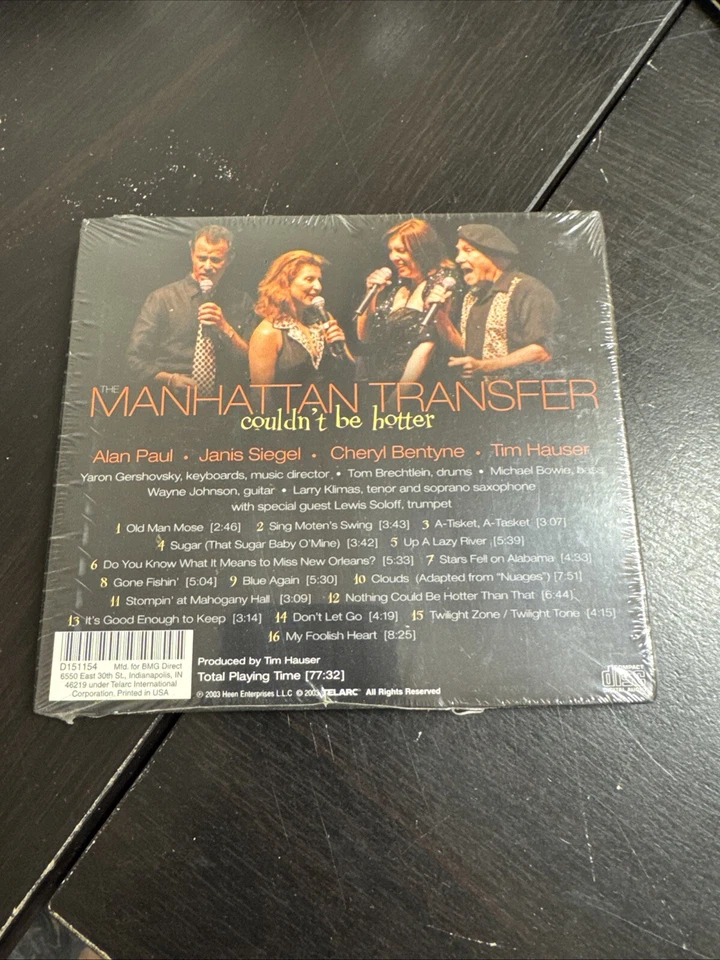 THE
MANHATTAN TRANSFER
couldn't be hotter
Alan Paul • Janis Siegel • Cheryl Bentyne • Tim Hauser
Yaron Gershovsky, keyboards, music director • Tom Brechtlein, drums • Michael Bowie, bass
Wayne Johnson, guitar • Larry Klimas, tenor and soprano saxophone
with special guest Lewis Soloff, trumpet
1 Old Man Mose [2:46] 2 Sing Moten's Swing [3:43] 3 A-Tisket, A-Tasket [3:07]
4 Sugar (That Sugar Baby O'Mine) [3:42] 5 Up A Lazy River [5:39]
6 Do You Know What It Means to Miss New Orleans? [5:33] 7 Stars Fell on Alabama [4:33]
8 Gone Fishin' [5:04] 9 Blue Again [5:30] 10 Clouds (Adapted from "Nuages") [7:51]
11 Stompin' at Mahogany Hall [3:09] 12 Nothing Could Be Hotter Than That [6:44]
13 It's Good Enough to Keep [3:14] 14 Don't Let Go [4:19] 15 Twilight Zone / Twilight Tone [4:15]
16 My Foolish Heart [8:25]
D151154 Mfd. for BMG Direct
6550 East 30th St., Indianapolis, IN
46219 under Telarc International
Corporation, Printed in USA
Produced by Tim Hauser
Total Playing Time [77:32]
℗ 2003 Heen Enterprises L.L.C © 2003 TELARC All Rights Reserved
COMPACT
disc
DIGITAL AUDIO